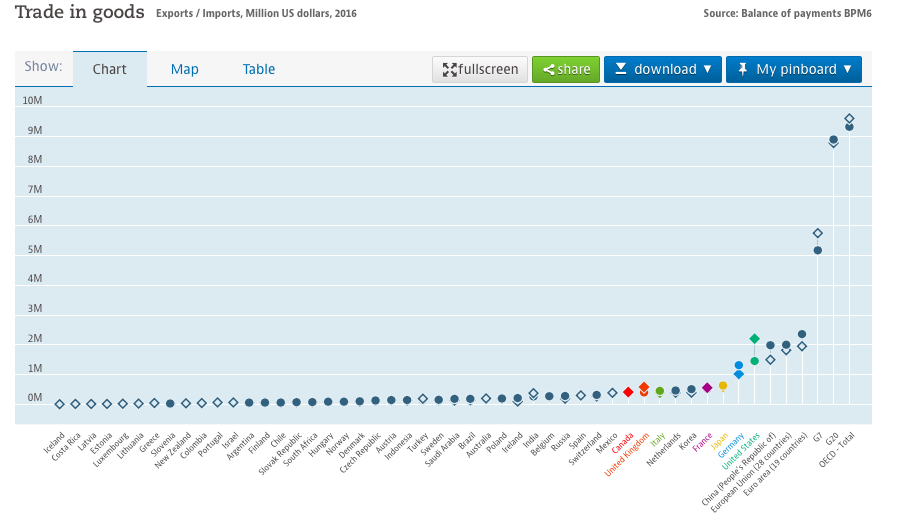 Trade in goods Exports / Imports, Million US dollars, 2016 Source: Balance of payments BPM6
Show: Chart Map Table fullscreen share download ▼ My pinboard ▼
10M
9M
8M
7M
6M
5M
4M
3M
2M
1M
0M
Iceland
Costa Rica
Latvia
Estonia
Luxembourg
Lithuania
Greece
Slovenia
New Zealand
Colombia
Portugal
Israel
Argentina
Finland
Chile
Slovak Republic
South Africa
Hungary
Norway
Denmark
Czech Republic
Austria
Indonesia
Turkey
Sweden
Saudi Arabia
Brazil
Australia
Poland
Ireland
India
Belgium
Russia
Spain
Switzerland
Mexico
Canada
United Kingdom
Italy
Netherlands
Korea
France
Japan
Germany
United States
China (People's Republic of)
European Union (28 countries)
Euro area (19 countries)
G7
G20
OECD - Total